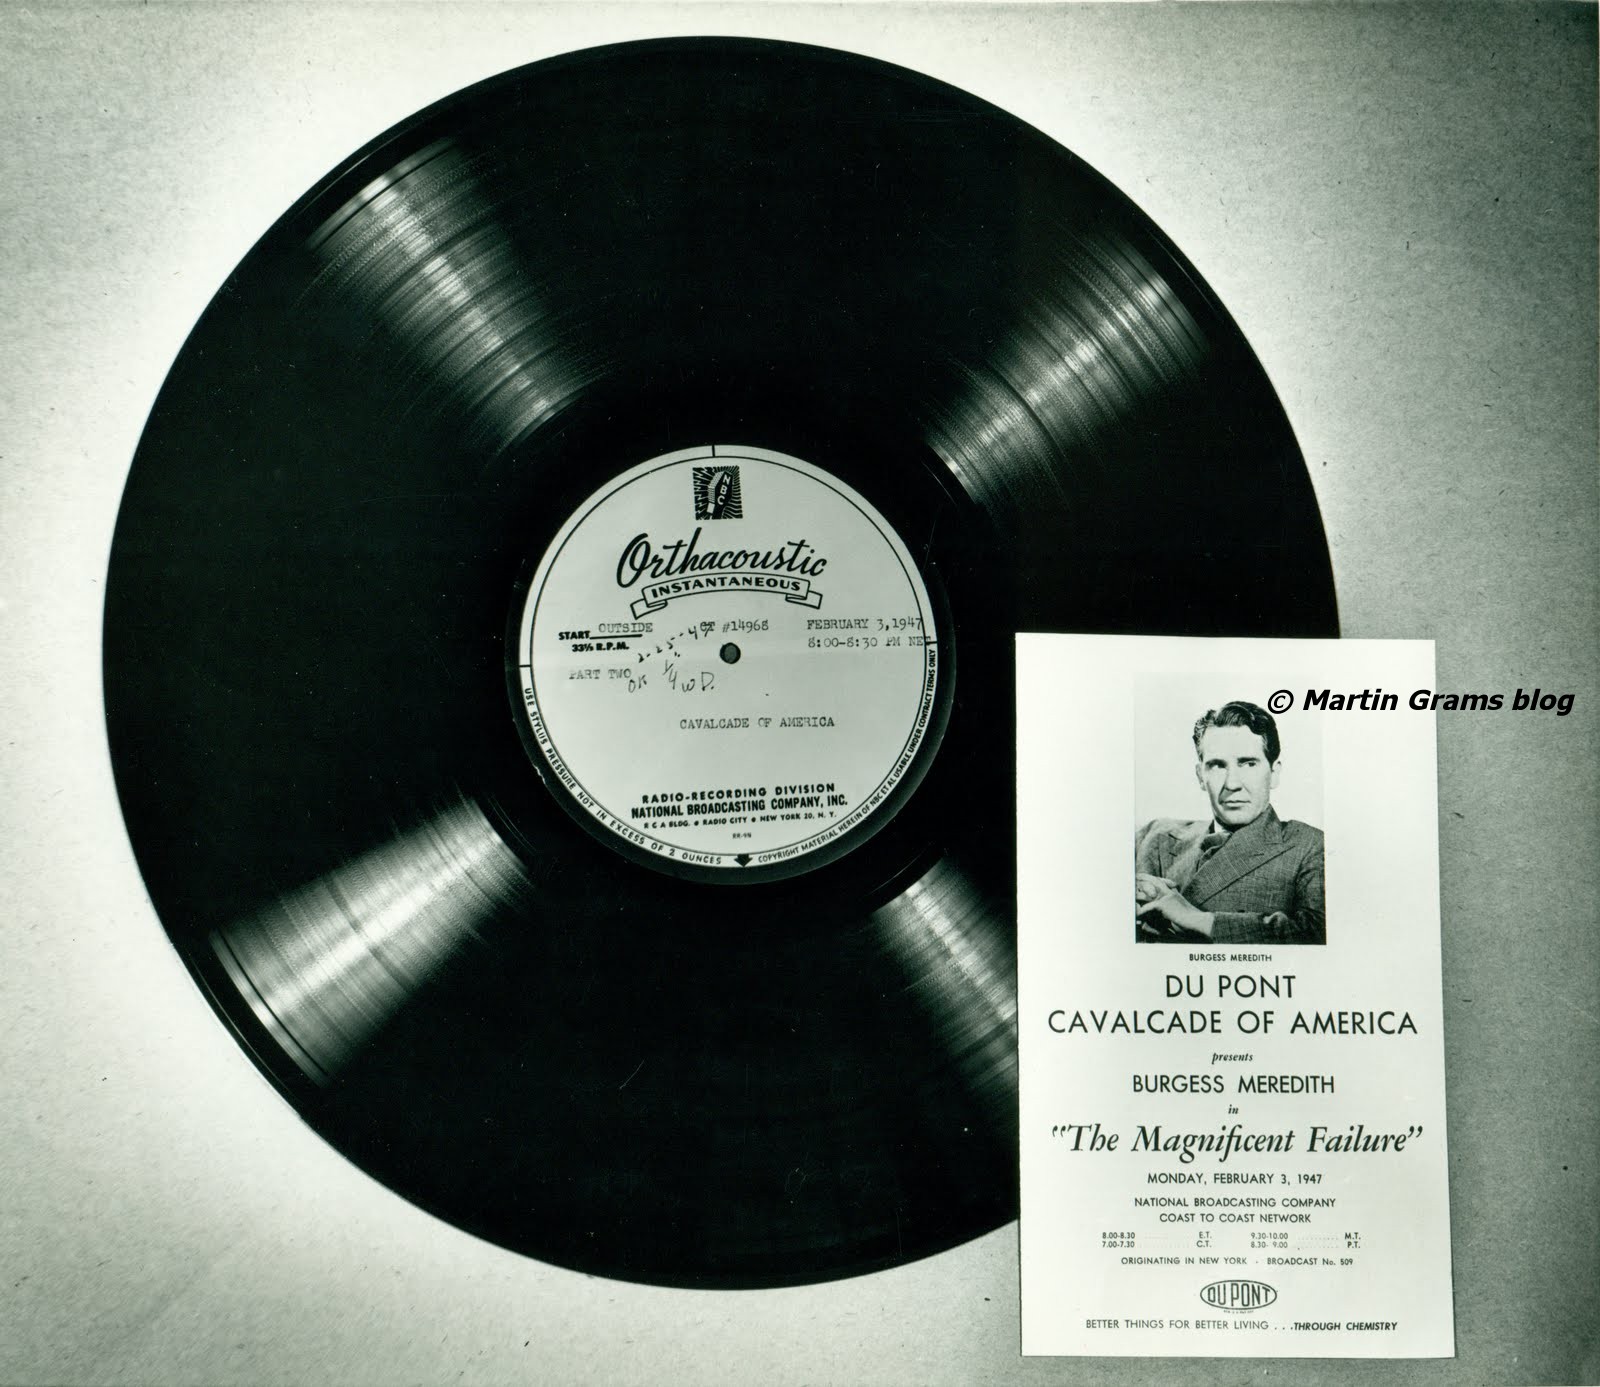 NBC
Orthacoustic
INSTANTANEOUS
START OUTSIDE CT #14968 FEBRUARY 3,1947
33⅓ R.P.M. 2-25-47 8:00-8:30 PM NET
PART TWO OK
CAVALCADE OF AMERICA
RADIO-RECORDING DIVISION
NATIONAL BROADCASTING COMPANY, INC.
RCA BLDG. • RADIO CITY • NEW YORK 20, N. Y.
USE STYLUS PRESSURE NOT IN EXCESS OF 2 OUNCES
COPYRIGHT MATERIAL HEREIN OF NBC ET AL USABLE UNDER CONTRACT TERMS ONLY
© Martin Grams blog
BURGESS MEREDITH
DU PONT
CAVALCADE OF AMERICA
presents
BURGESS MEREDITH
in
"The Magnificent Failure"
MONDAY, FEBRUARY 3, 1947
NATIONAL BROADCASTING COMPANY
COAST TO COAST NETWORK
8.00-8.30 .......... E.T. 9.30-10.00 .......... M.T.
7.00-7.30 .......... C.T. 8.30- 9.00 .......... P.T.
ORIGINATING IN NEW YORK - BROADCAST No. 509
DU PONT
BETTER THINGS FOR BETTER LIVING . . .THROUGH CHEMISTRY